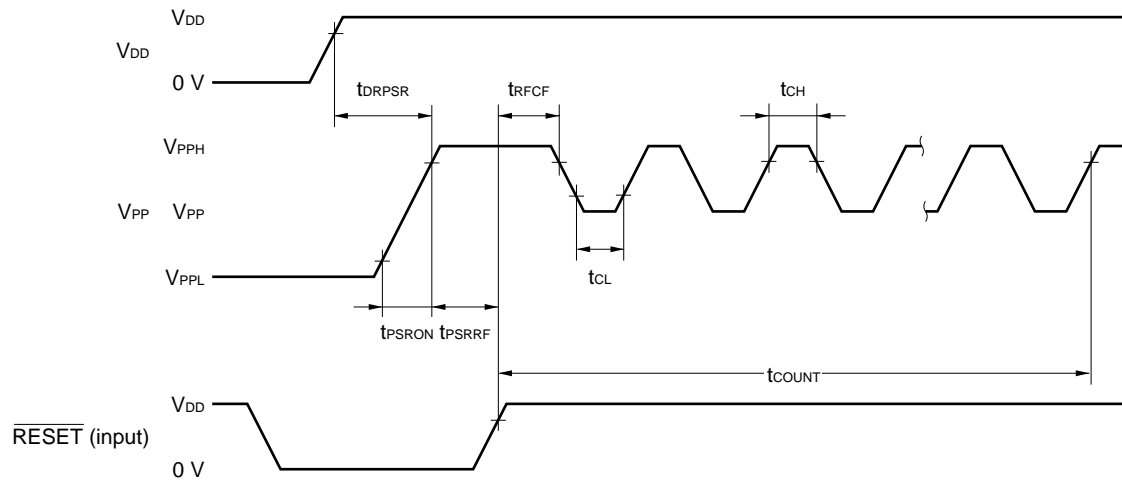 VDD
VDD
0 V
tDRPSR
tRFCF
tCH
VPPH
VPP VPP
VPPL
tCL
tPSRON tPSRRF
tCOUNT
VDD
RESET (input)
0 V